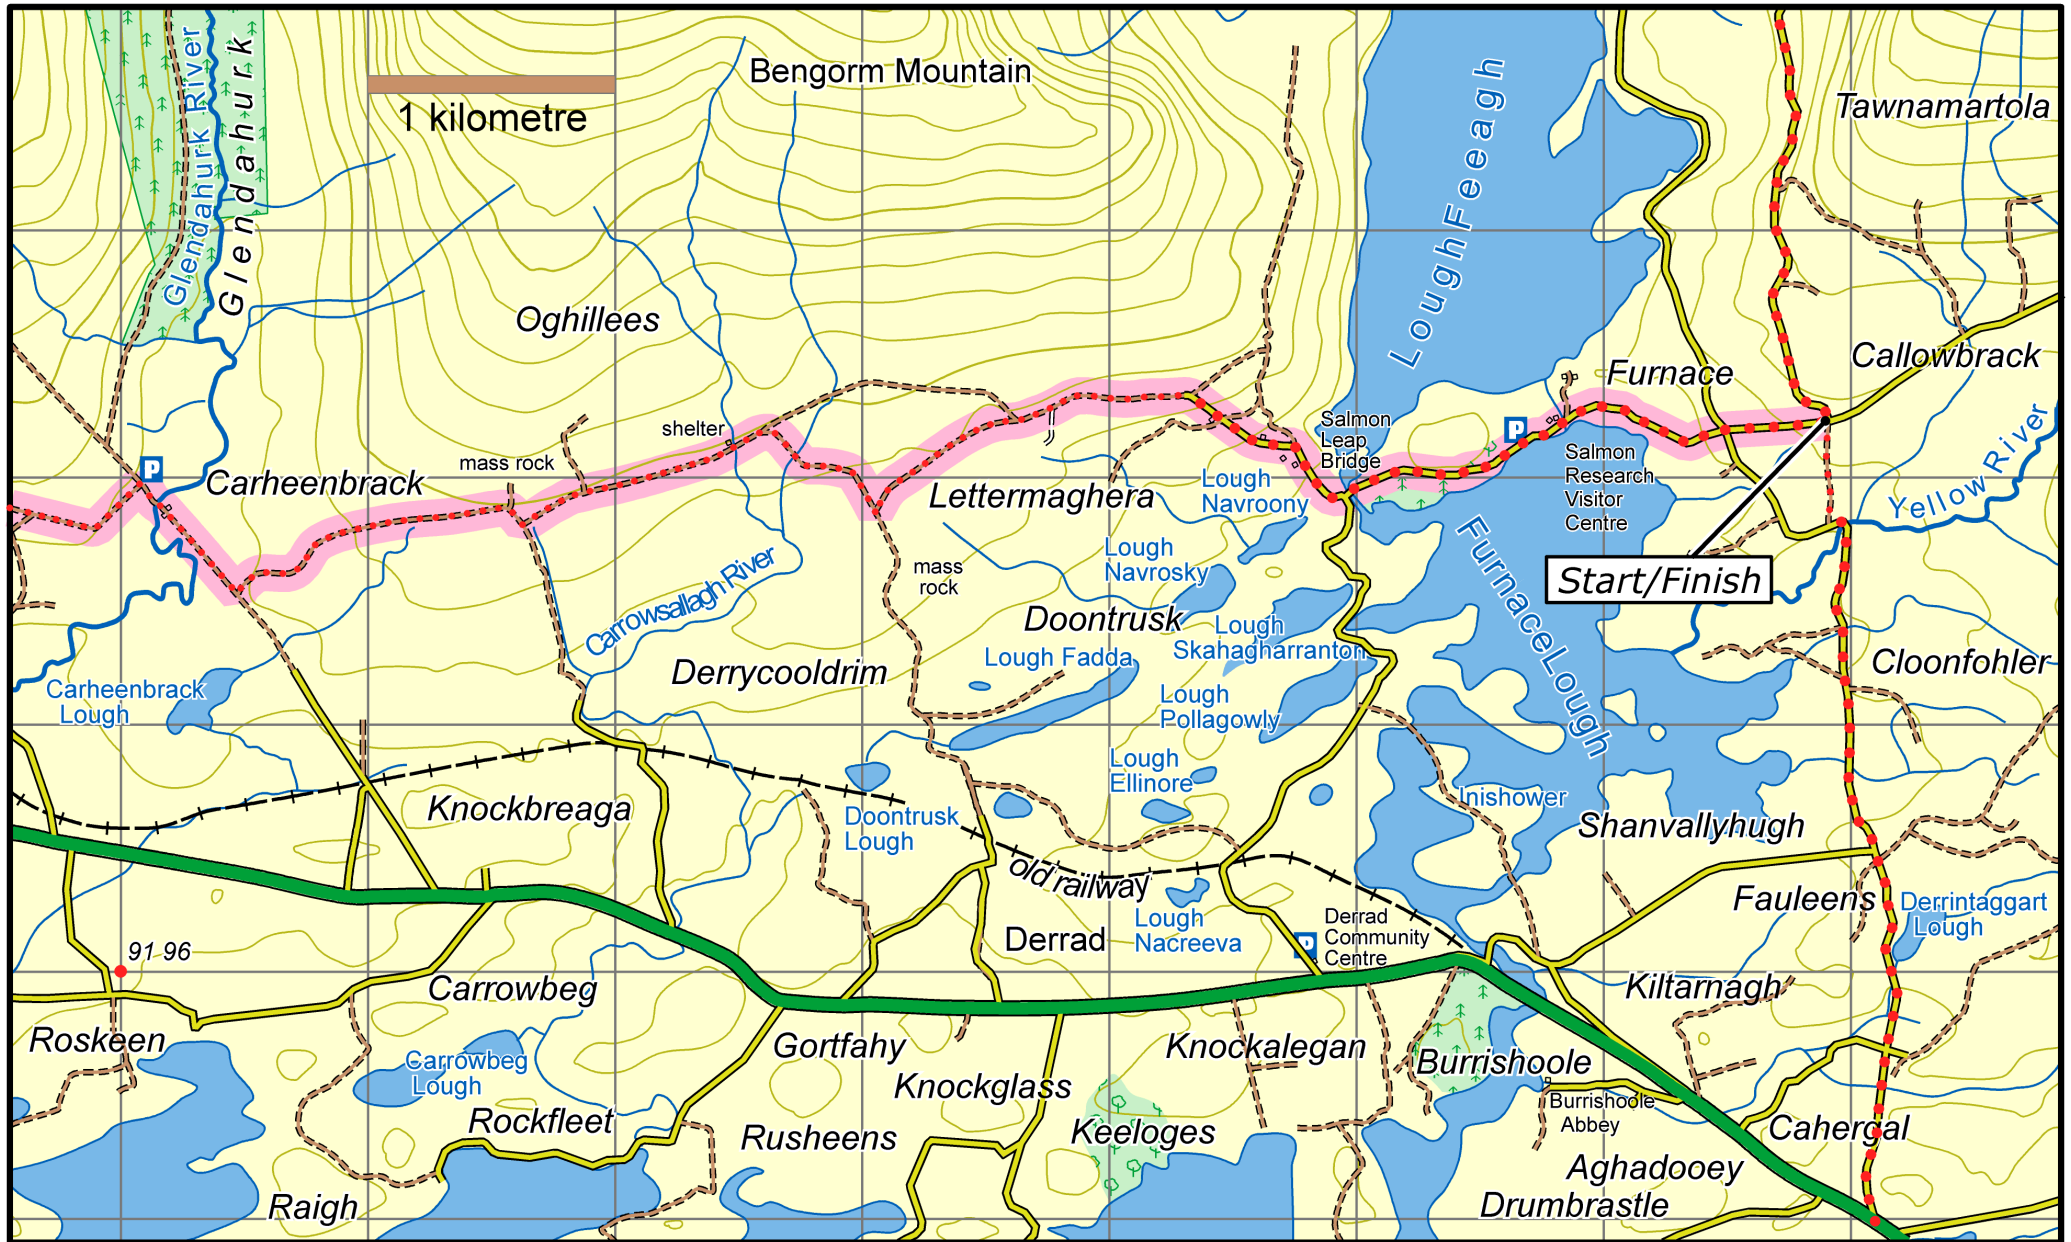 Bengorm Mountain
1 kilometre
Glendahurk River
Glendahurk
Lough Feeagh
Tawnamartola
Oghillees
Furnace
Callowbrack
shelter
mass rock
Carheenbrack
P
Lettermaghera
Salmon
Leap
Bridge
P
Salmon
Research
Visitor
Centre
Yellow River
Lough
Navroony
Lough
Navrosky
mass
rock
Start/Finish
Furnace Lough
Carrowsallagh River
Doontrusk
Lough
Skahagharranton
Lough Fadda
Derrycooldrim
Cloonfohler
Carheenbrack
Lough
Lough
Pollagowly
Lough
Ellinore
Inishower
Knockbreaga
Doontrusk
Lough
Shanvallyhugh
old railway
Fauleens
Derrintaggart
Lough
Lough
Nacreeva
Derrad
P
Derrad
Community
Centre
91 96
Carrowbeg
Kiltarnagh
Roskeen
Gortfahy
Knockalegan
Burrishoole
Carrowbeg
Lough
Knockglass
Burrishoole
Abbey
Rockfleet
Rusheens
Keeloges
Cahergal
Aghadooey
Raigh
Drumbrastle